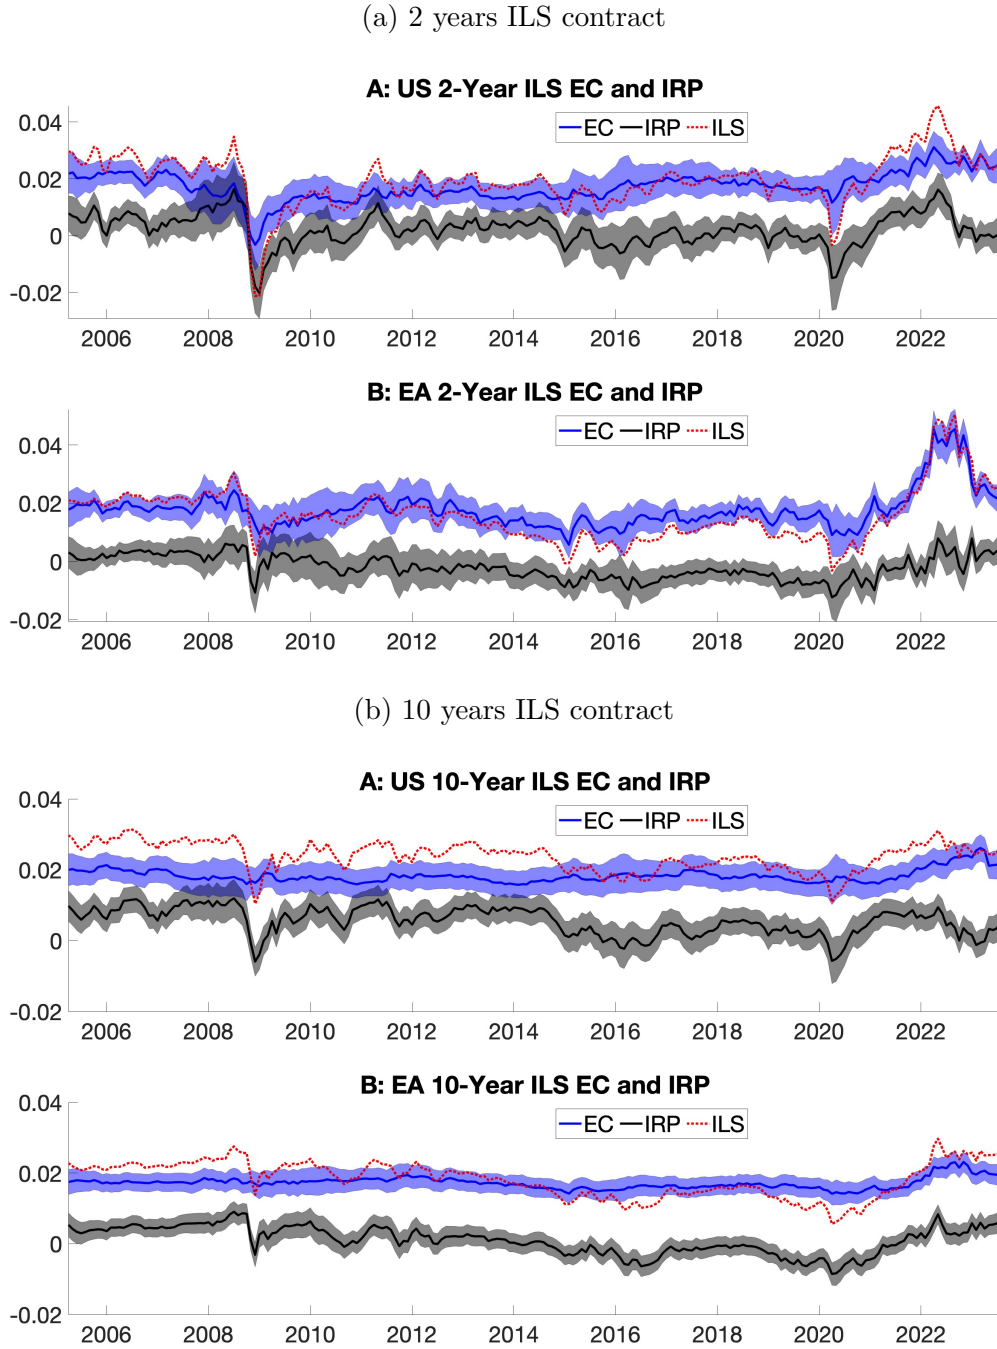 (a) 2 years ILS contract
A: US 2-Year ILS EC and IRP
EC IRP ILS
0.04
0.02
0
-0.02
2006 2008 2010 2012 2014 2016 2018 2020 2022
B: EA 2-Year ILS EC and IRP
EC IRP ILS
0.04
0.02
0
-0.02
2006 2008 2010 2012 2014 2016 2018 2020 2022
(b) 10 years ILS contract
A: US 10-Year ILS EC and IRP
EC IRP ILS
0.04
0.02
0
-0.02
2006 2008 2010 2012 2014 2016 2018 2020 2022
B: EA 10-Year ILS EC and IRP
EC IRP ILS
0.04
0.02
0
-0.02
2006 2008 2010 2012 2014 2016 2018 2020 2022